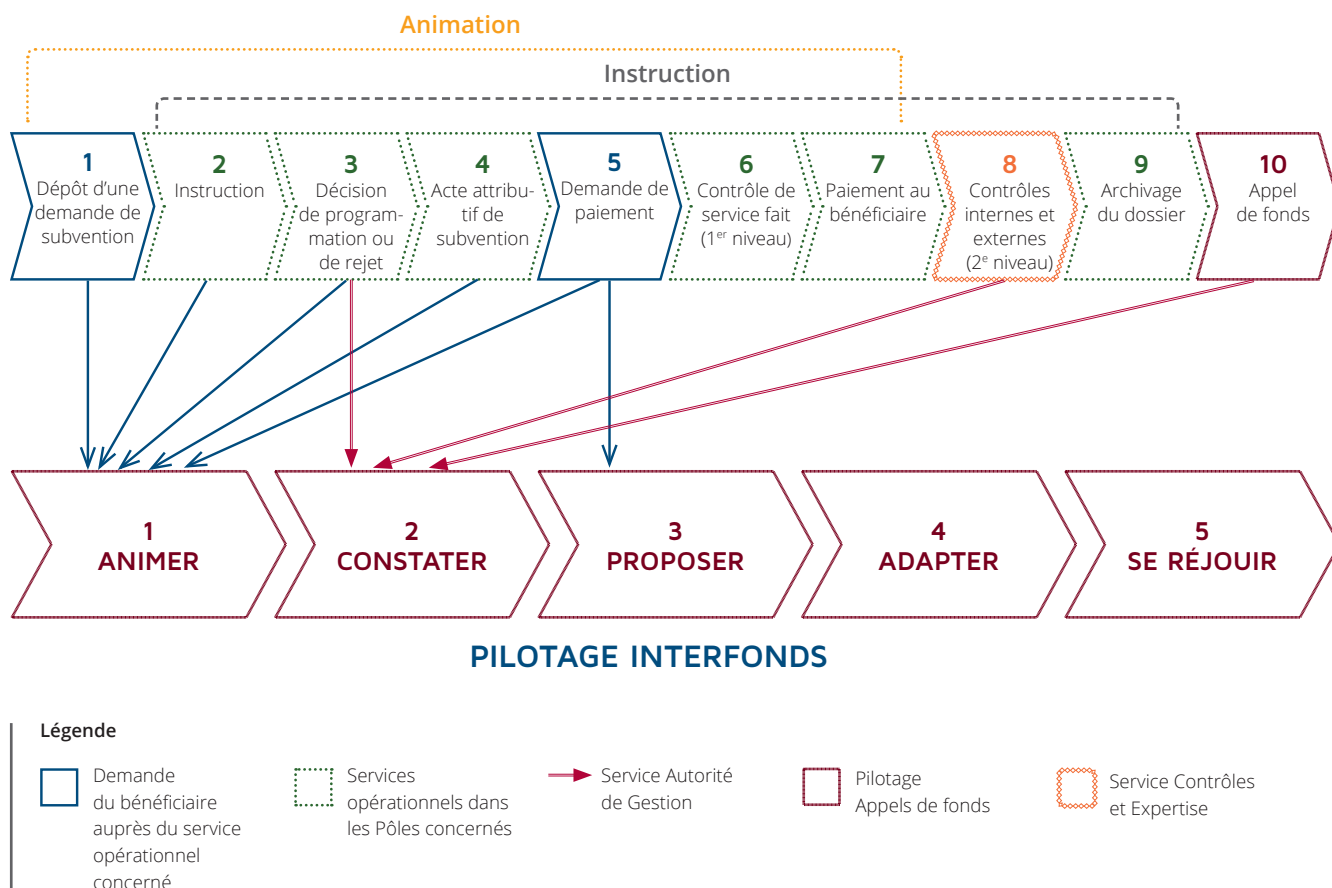 Animation
Instruction
1
Dépôt d'une
demande de
subvention
2
Instruction
3
Décision
de program-
mation ou
de rejet
4
Acte attribu-
tif de
subvention
5
Demande de
paiement
6
Contrôle de
service fait
(1er niveau)
7
Paiement au
bénéficiaire
8
Contrôles
internes et
externes
(2e niveau)
9
Archivage
du dossier
10
Appel
de fonds
1
ANIMER
2
CONSTATER
3
PROPOSER
4
ADAPTER
5
SE RÉJOUIR
PILOTAGE INTERFONDS
Légende
Demande
du bénéficiaire
auprès du service
opérationnel
concerné
Services
opérationnels dans
les Pôles concernés
Service Autorité
de Gestion
Pilotage
Appels de fonds
Service Contrôles
et Expertise